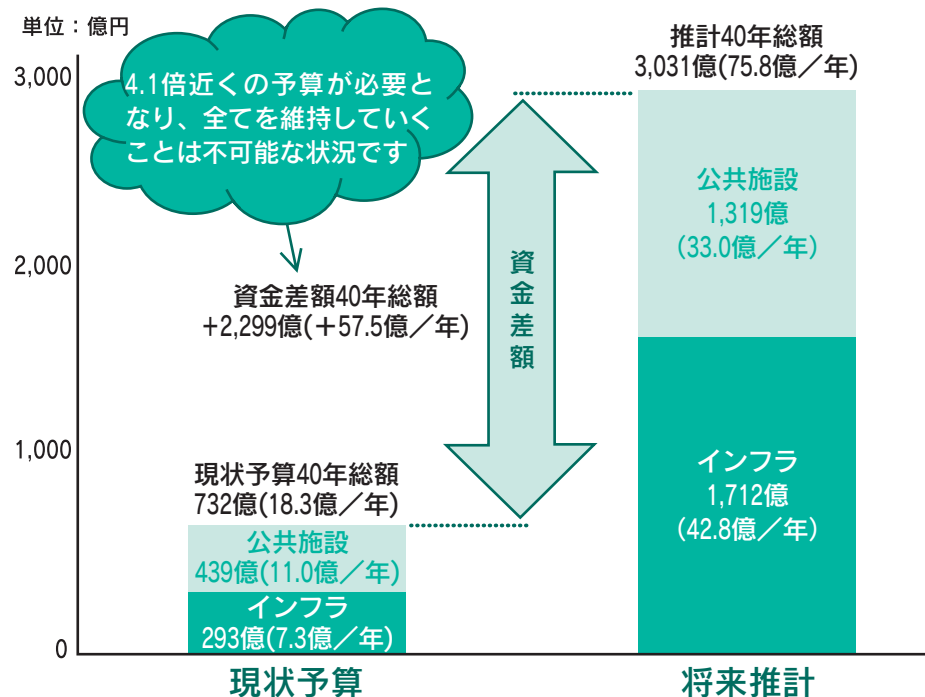 単位：億円
3,000
2,000
1,000
0
4.1倍近くの予算が必要と
なり、全てを維持していく
ことは不可能な状況です
資金差額40年総額
+2,299億(＋57.5億／年)
資金差額
現状予算40年総額
732億(18.3億／年)
公共施設
439億(11.0億／年)
インフラ
293億(7.3億／年)
現状予算
推計40年総額
3,031億(75.8億／年)
公共施設
1,319億
(33.0億／年)
インフラ
1,712億
(42.8億／年)
将来推計